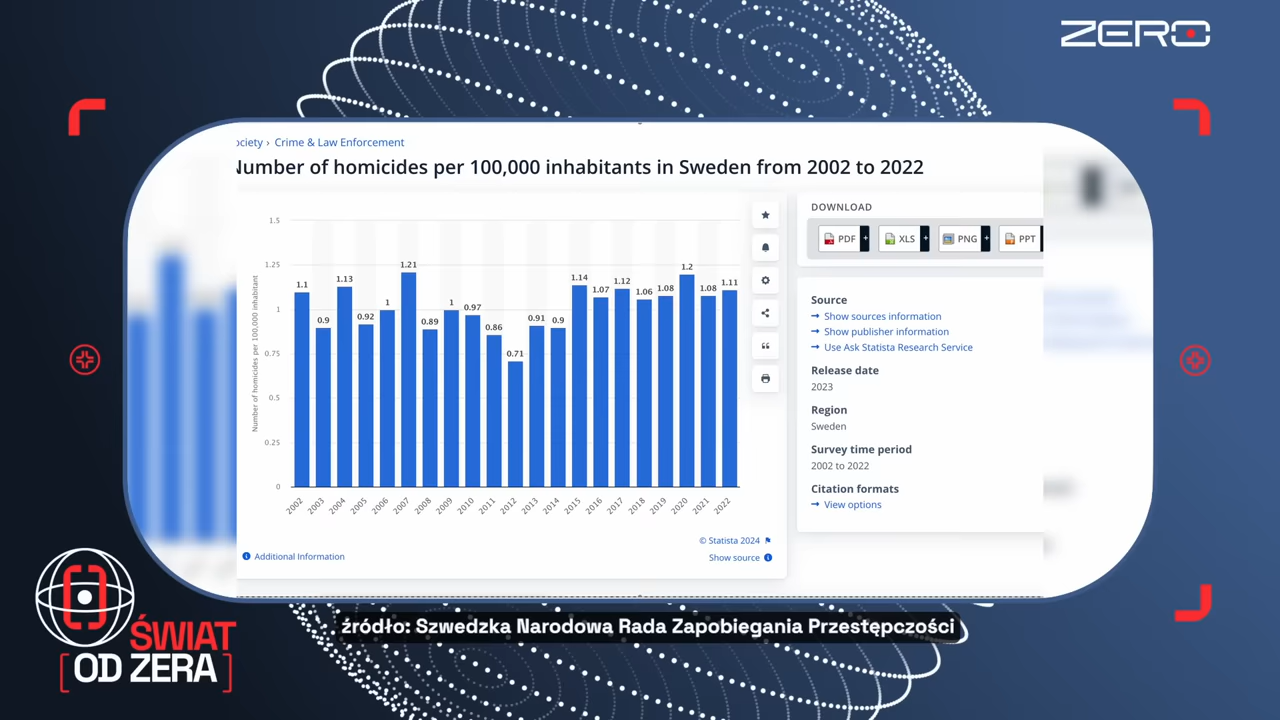 ZERO
ociety › Crime & Law Enforcement
Number of homicides per 100,000 inhabitants in Sweden from 2002 to 2022
Number of homicides per 100,000 inhabitant
1.5
1.25
1
0.75
0.5
0.25
0
1.1
0.9
1.13
0.92
1
1.21
0.89
1
0.97
0.86
0.71
0.91
0.9
1.14
1.07
1.12
1.06
1.08
1.2
1.08
1.11
2002
2003
2004
2005
2006
2007
2008
2009
2010
2011
2012
2013
2014
2015
2016
2017
2018
2019
2020
2021
2022
Additional Information
© Statista 2024
Show source
DOWNLOAD
PDF +
XLS +
PNG +
PPT
Source
Show sources information
Show publisher information
Use Ask Statista Research Service
Release date
2023
Region
Sweden
Survey time period
2002 to 2022
Citation formats
View options
źródło: Szwedzka Narodowa Rada Zapobiegania Przestępczości
ŚWIAT
[OD ZERA]